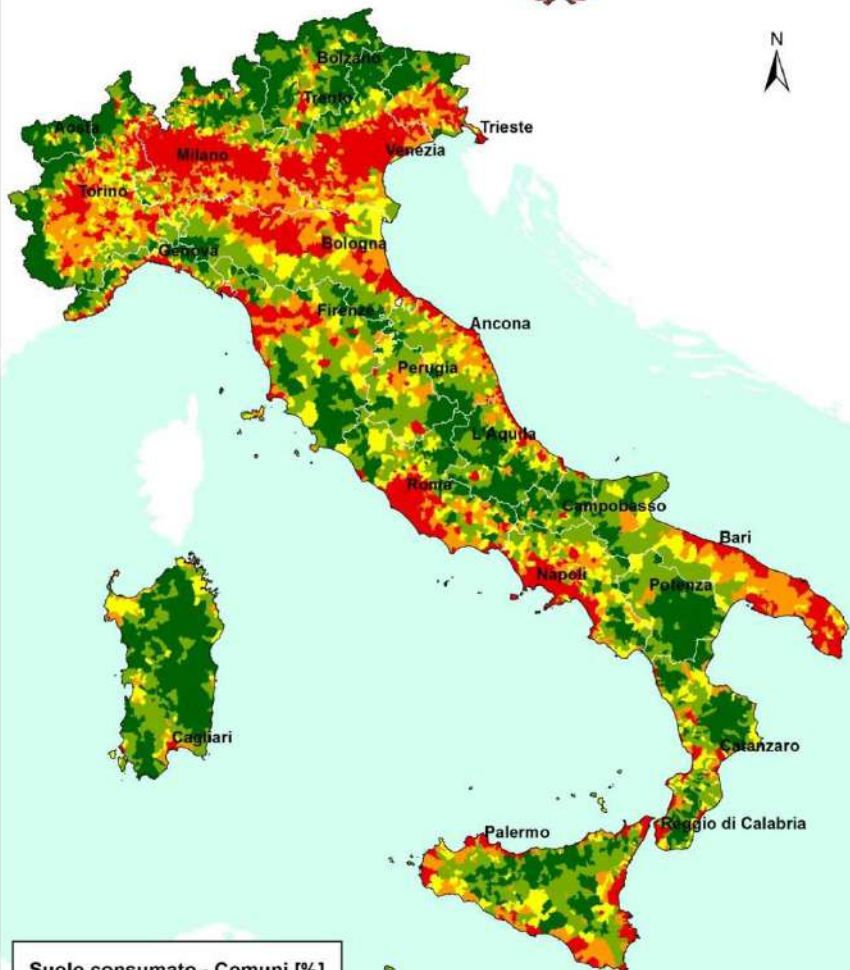 N
Bolzano
Trento
Aosta
Trieste
Milano
Venezia
Torino
Bologna
Genova
Firenze
Ancona
Perugia
L'Aquila
Roma
Campobasso
Bari
Napoli
Potenza
Cagliari
Catanzaro
Reggio di Calabria
Palermo
Suolo consumato - Comuni [%]